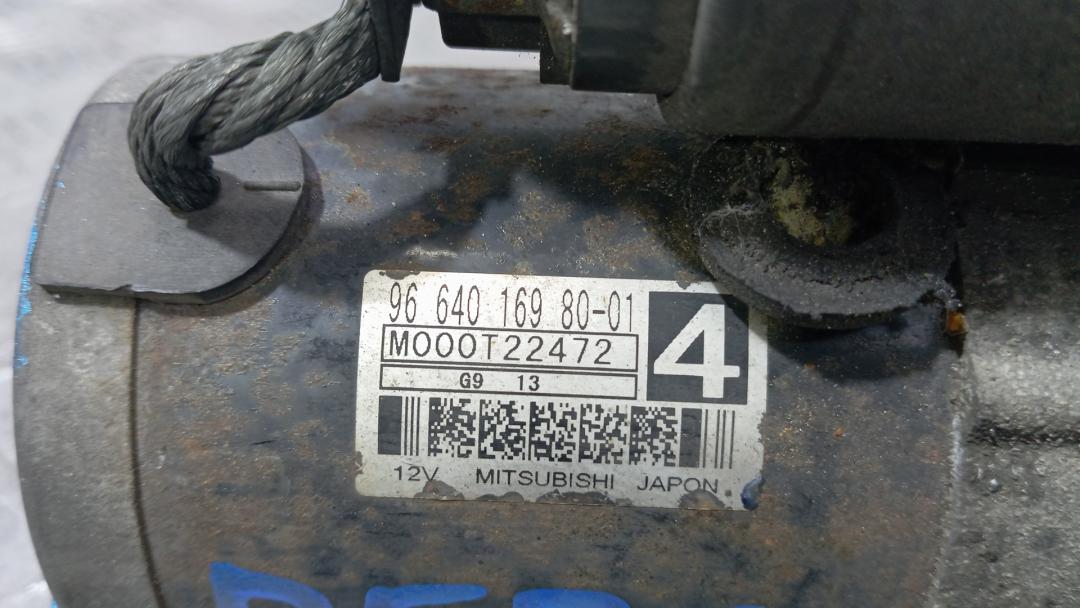 96 640 169 80-01
4
M000T22472
G9 13
12V MITSUBISHI JAPON